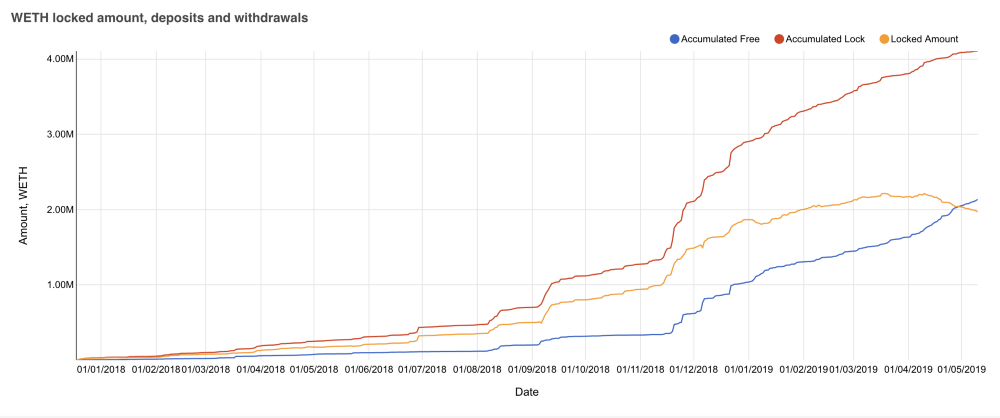 WETH locked amount, deposits and withdrawals
Accumulated Free Accumulated Lock Locked Amount
4.00M
3.00M
2.00M
1.00M
Amount, WETH
01/01/2018 01/02/2018 01/03/2018 01/04/2018 01/05/2018 01/06/2018 01/07/2018 01/08/2018 01/09/2018 01/10/2018 01/11/2018 01/12/2018 01/01/2019 01/02/2019 01/03/2019 01/04/2019 01/05/2019
Date